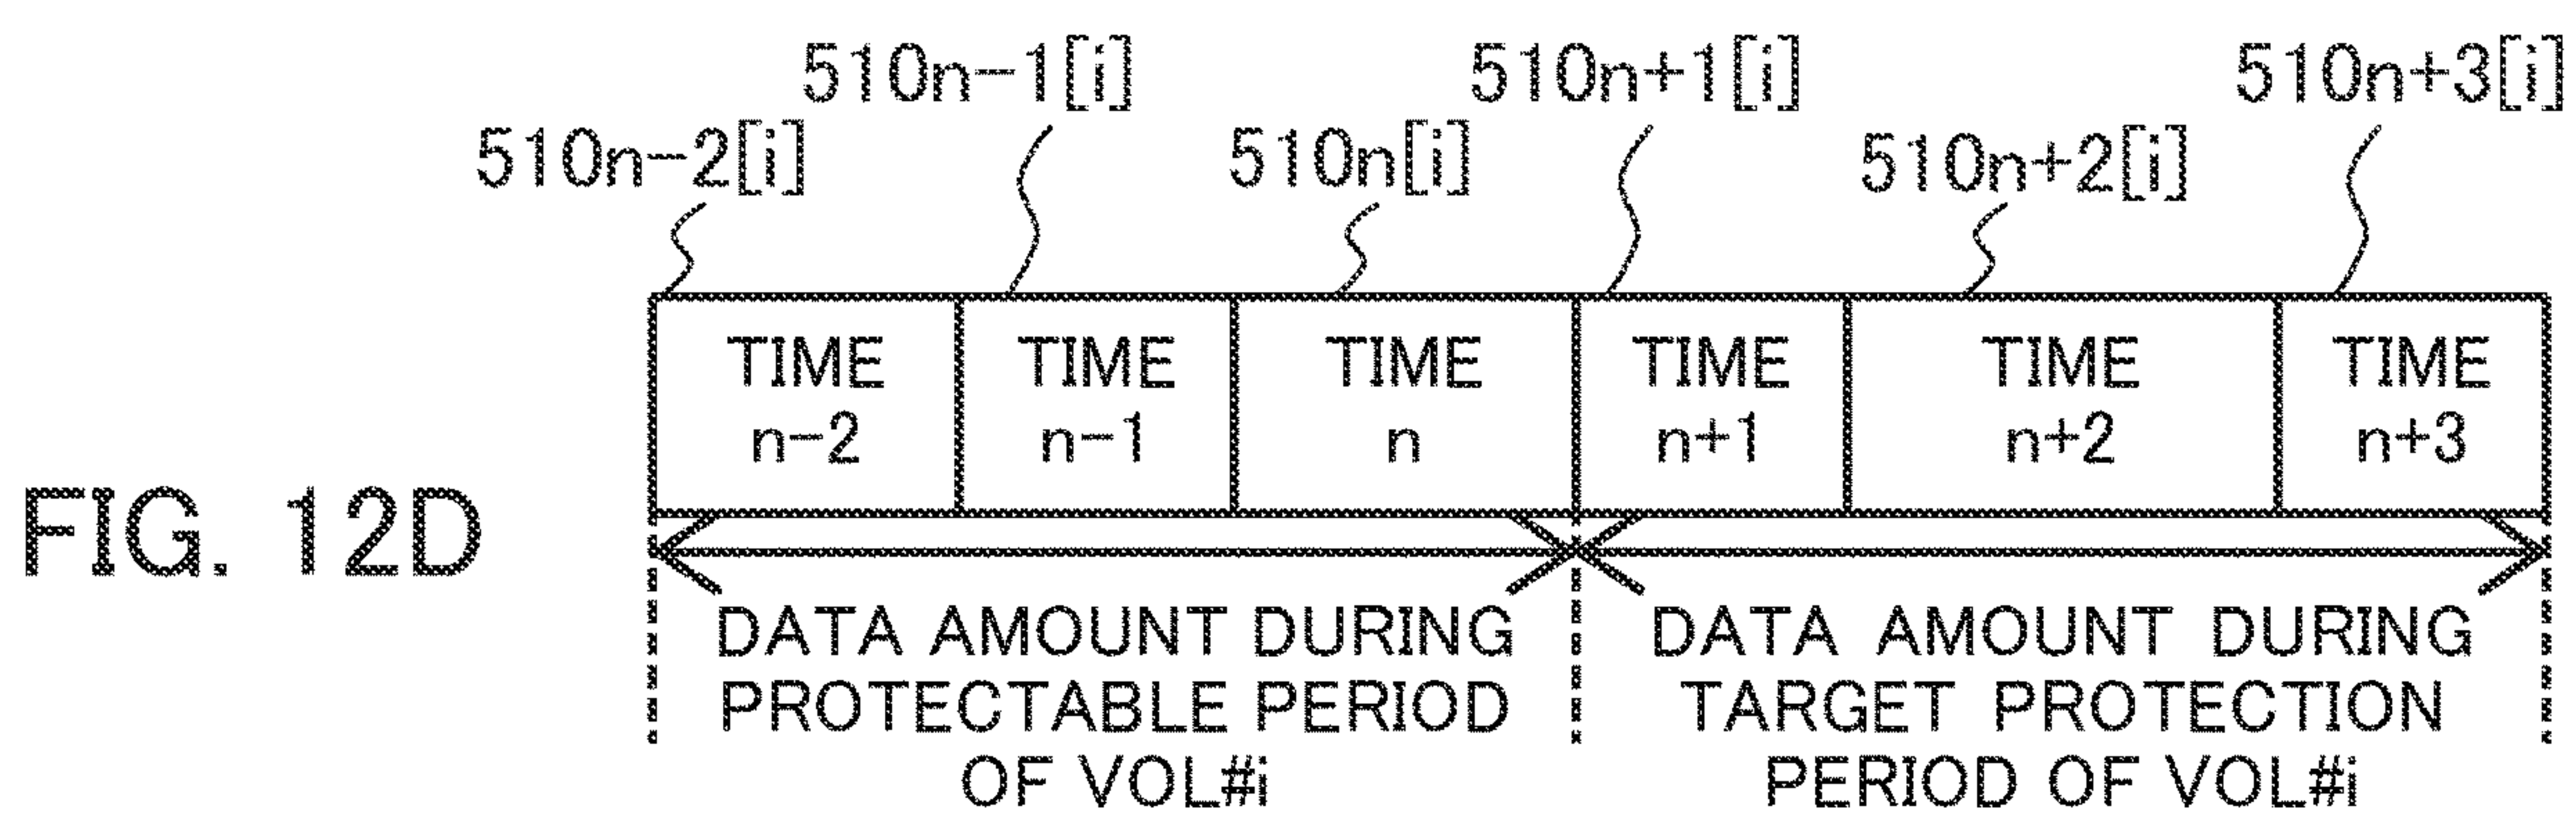 510n-1[i] 510n+1[i] 510n+3[i]
510n-2[i] 510n[i] 510n+2[i]
TIME TIME TIME TIME TIME TIME
n-2 n-1 n n+1 n+2 n+3
FIG. 12D
DATA AMOUNT DURING DATA AMOUNT DURING
PROTECTABLE PERIOD TARGET PROTECTION
OF VOL#i PERIOD OF VOL#i